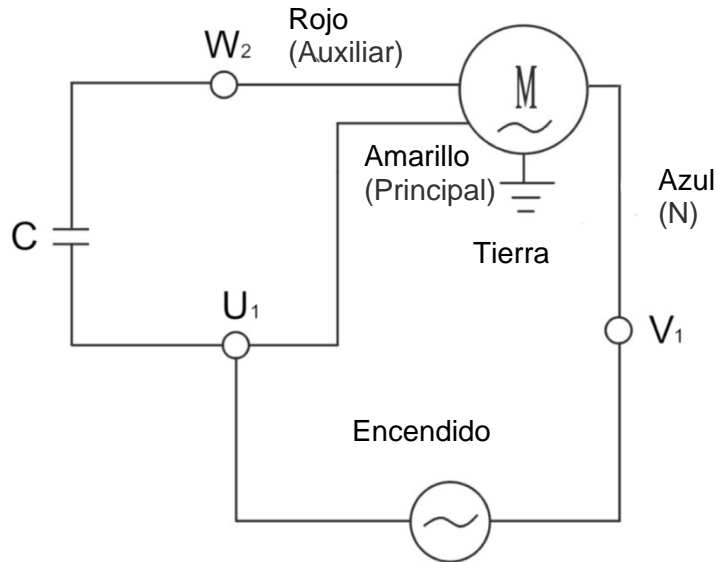 Rojo
(Auxiliar)
W2
M
Amarillo
(Principal)
Azul
(N)
C
Tierra
U1
V1
Encendido